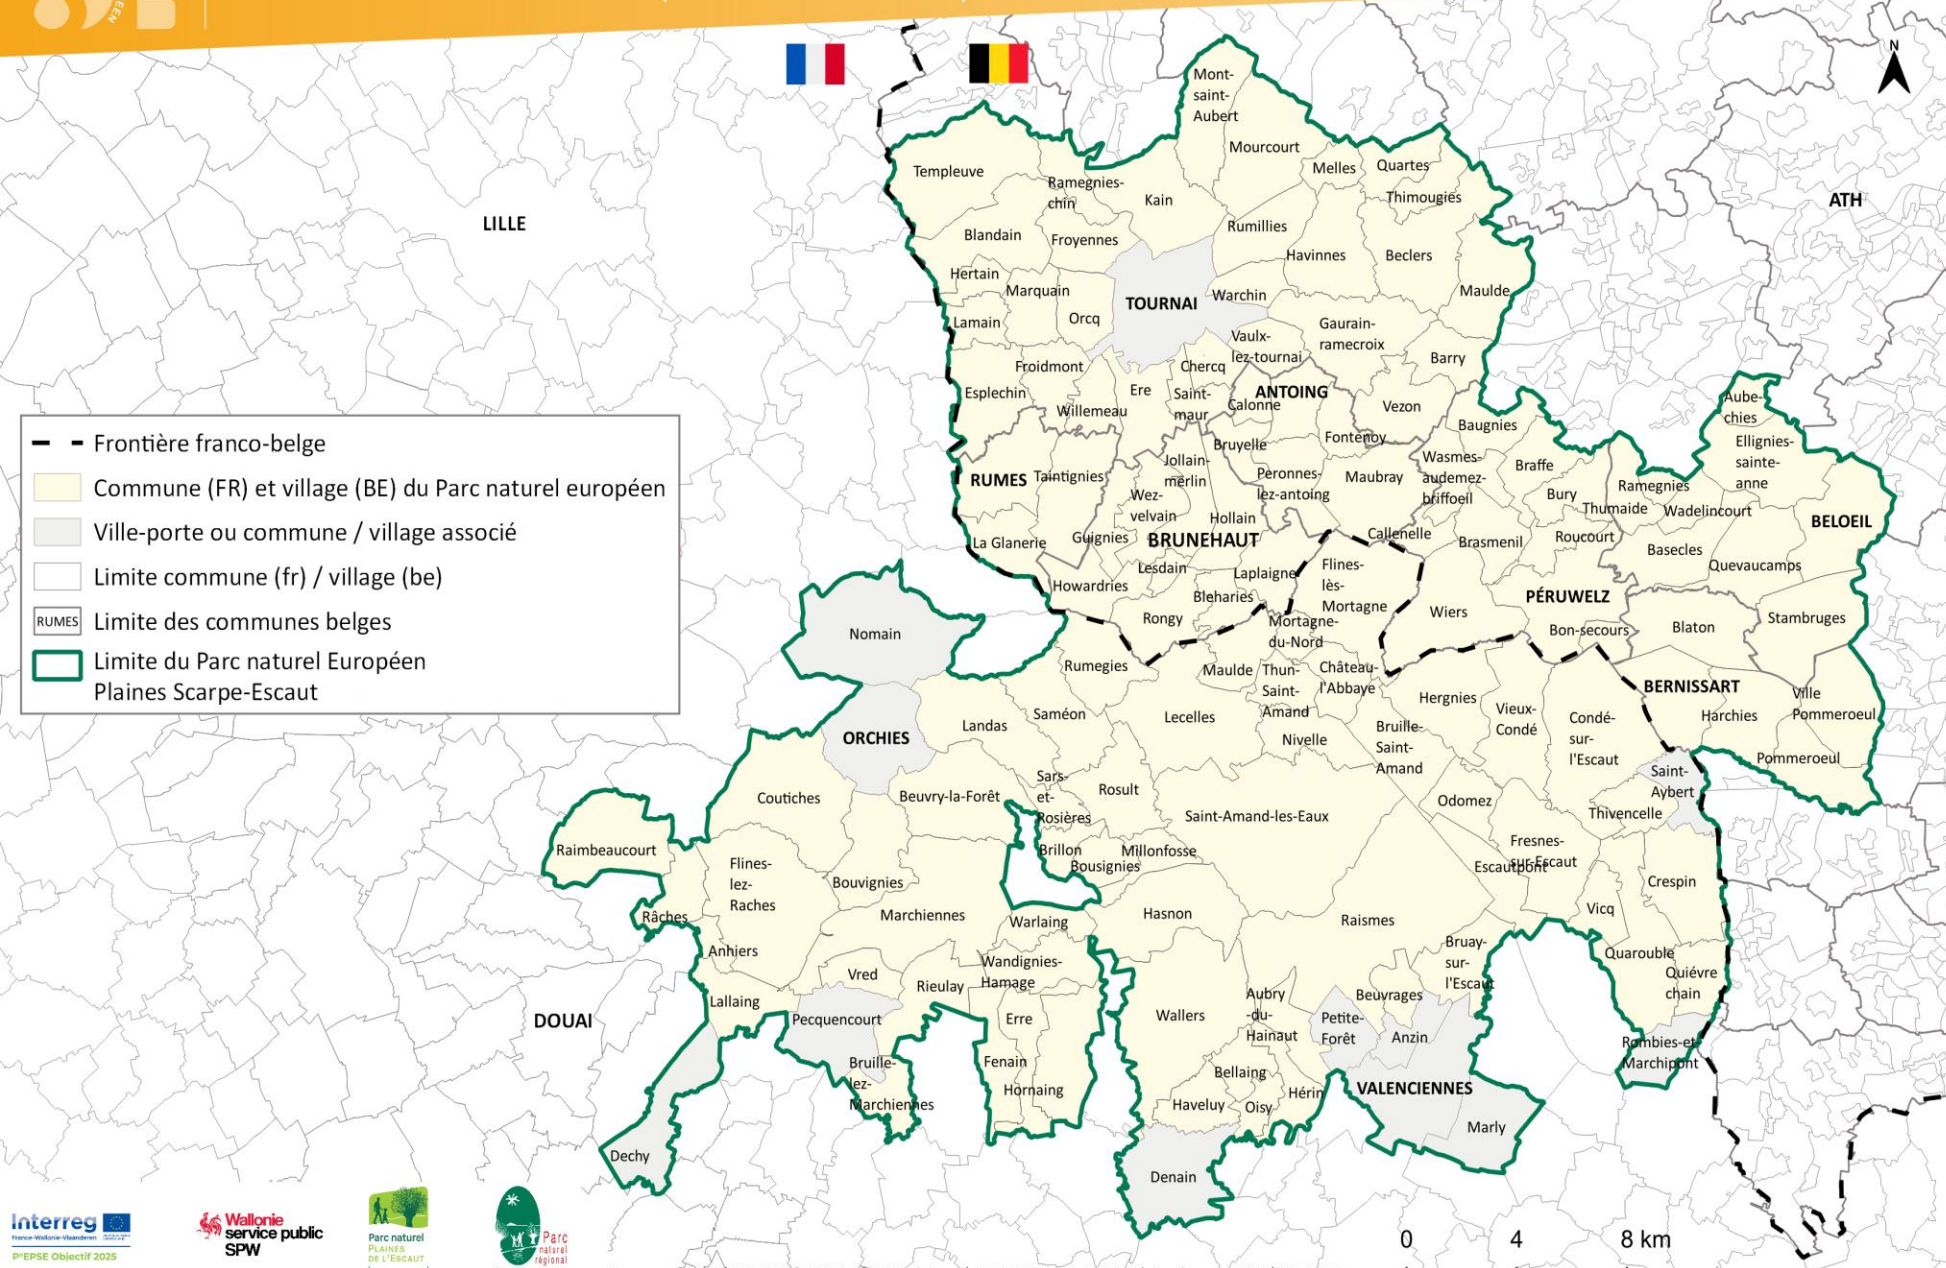 N
LILLE
ATH
Mont-
saint-
Aubert
Mourcourt
Melles
Quartes
Thimougies
Templeuve
Ramegnies-
chin
Kain
Rumillies
Blandain
Froyennes
Havinnes
Beclers
Hertain
Marquain
TOURNAI
Warchin
Maulde
Lamain
Orcq
Vaulx-
lez-tournai
Gaurain-
ramecroix
Barry
Froidmont
Chercq
Esplechin
Ere
Saint-
maur
ANTOING
Calonne
Vezon
Willemeau
Baugnies
Aube-
chies
Bruyelle
Fontenoy
Ellignies-
sainte-
anne
RUMES
Taintignies
Jollain-
merlin
Peronnes-
lez-antoing
Maubray
Wasmes-
audemez-
briffoeil
Braffe
Bury
Ramegnies
Thumaide
Wadelincourt
BELOEIL
Wez-
velvain
Hollain
La Glanerie
Guignies
BRUNEHAUT
Callenelle
Brasmenil
Roucourt
Basecles
Quevaucamps
Howardries
Lesdain
Laplaigne
Bleharies
Flines-
lès-
Mortagne
Wiers
PÉRUWELZ
Rongy
Mortagne-
du-Nord
Bon-secours
Blaton
Stambruges
Frontière franco-belge
Commune (FR) et village (BE) du Parc naturel européen
Ville-porte ou commune / village associé
Limite commune (fr) / village (be)
RUMES Limite des communes belges
Limite du Parc naturel Européen
Plaines Scarpe-Escaut
Nomain
Rumegies
Maulde
Thun-
Saint-
Amand
Château-
l'Abbaye
Hergnies
Vieux-
Condé
Condé-
sur-
l'Escaut
BERNISSART
Harchies
Ville
Pommeroeul
Pommeroeul
ORCHIES
Landas
Saméon
Lecelles
Nivelle
Bruille-
Saint-
Amand
Saint-
Aybert
Coutiches
Beuvry-la-Forêt
Sars-
et-
Rosières
Rosult
Saint-Amand-les-Eaux
Odomez
Thivencelle
Raimbeaucourt
Flines-
lez-
Raches
Bouvignies
Brillon
Bousignies
Millonfosse
Fresnes-
sur-Escaut
Escautpont
Crespin
Râches
Marchiennes
Warlaing
Hasnon
Raismes
Vicq
Anhiers
Vred
Rieulay
Wandignies-
Hamage
Bruay-
sur-
l'Escaut
Quarouble
Quiévre
chain
DOUAI
Lallaing
Pecquencourt
Erre
Wallers
Aubry
-du-
Hainaut
Petite-
Forêt
Beuvrages
Anzin
Rombies-et-
Marchipont
Bruille-
lez-
Marchiennes
Fenain
Hornaing
Bellaing
Haveluy
Oisy
Hérin
VALENCIENNES
Marly
Dechy
Denain
Interreg
France-Wallonie-Vlaanderen
P°EPSE Objectif 2025
Wallonie
service public
SPW
Parc naturel
PLAINES
DE L'ESCAUT
Parc
naturel
régional
0 4 8 km